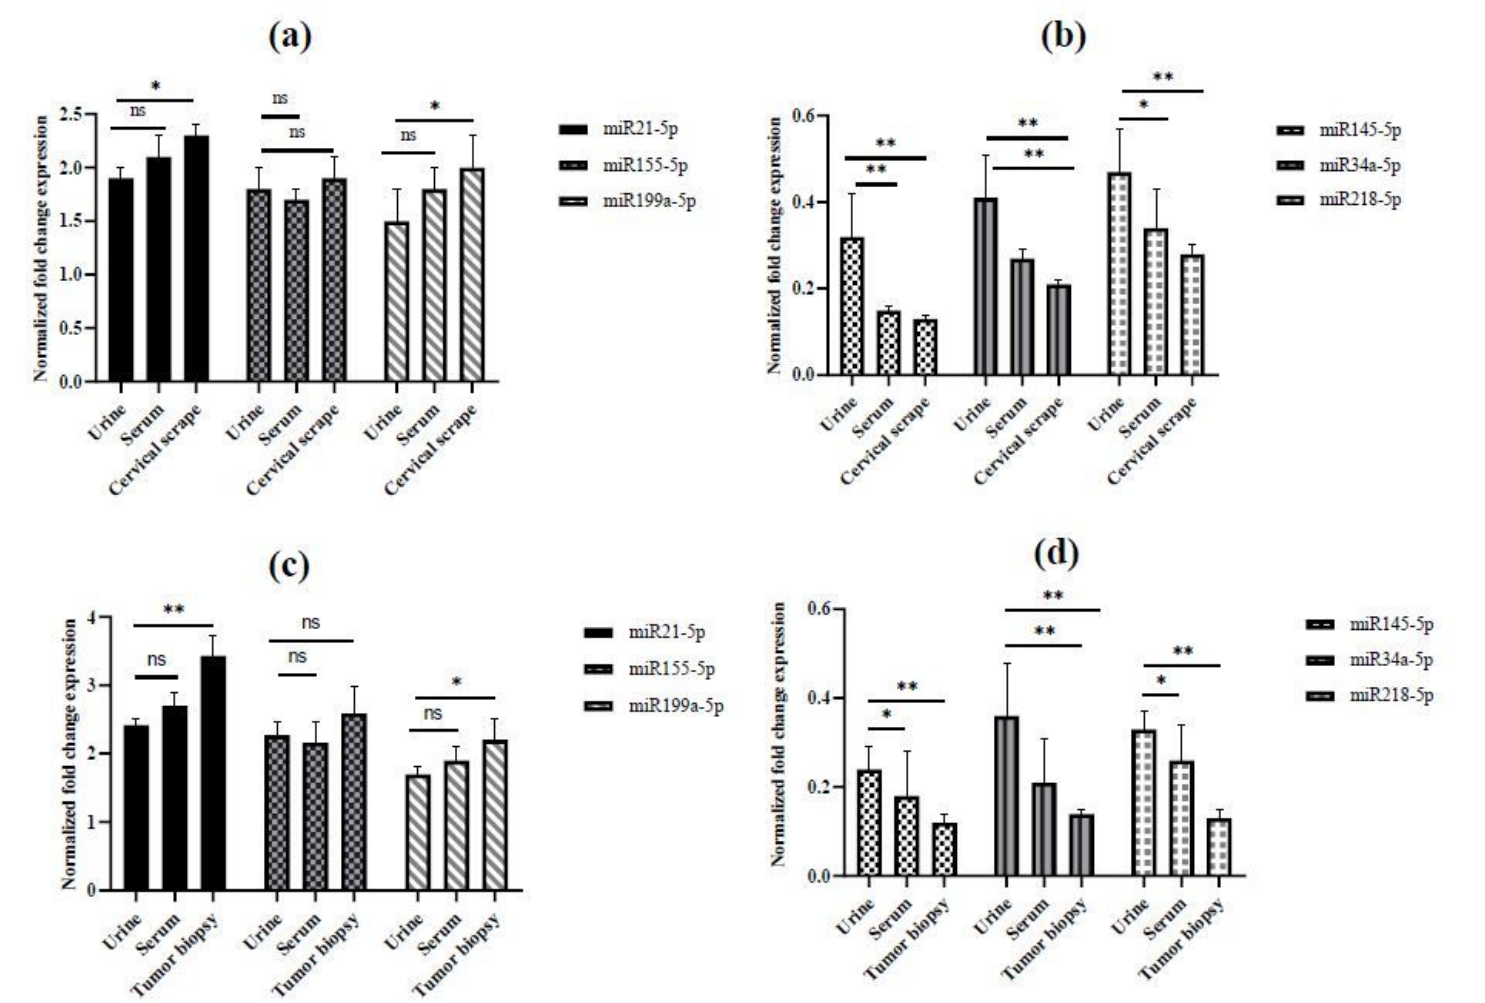 (a)
Normalized fold change expression
2.5
2.0
1.5
1.0
0.5
0.0
*
ns
ns
ns
*
ns
Urine
Serum
Cervical scrape
Urine
Serum
Cervical scrape
Urine
Serum
Cervical scrape
miR21-5p
miR155-5p
miR199a-5p
(b)
Normalized fold change expression
0.6
0.4
0.2
0.0
**
**
**
**
**
*
Urine
Serum
Cervical scrape
Urine
Serum
Cervical scrape
Urine
Serum
Cervical scrape
miR145-5p
miR34a-5p
miR218-5p
(c)
Normalized fold change expression
4
3
2
1
0
**
ns
ns
ns
*
ns
Urine
Serum
Tumor biopsy
Urine
Serum
Tumor biopsy
Urine
Serum
Tumor biopsy
miR21-5p
miR155-5p
miR199a-5p
(d)
Normalized fold change expression
0.6
0.4
0.2
0.0
**
*
**
**
**
*
Urine
Serum
Tumor biopsy
Urine
Serum
Tumor biopsy
Urine
Serum
Tumor biopsy
miR145-5p
miR34a-5p
miR218-5p